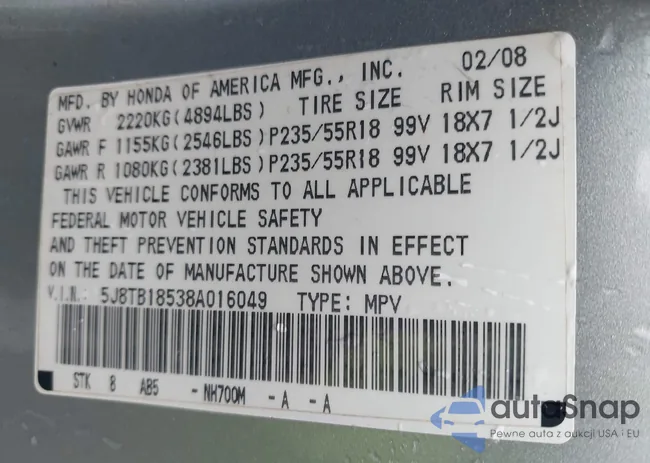 MFD. BY HONDA OF AMERICA MFG., INC. 02/08
GVWR 2220KG(4894LBS) TIRE SIZE RIM SIZE
GAWR F 1155KG(2546LBS)P235/55R18 99V 18X7 1/2J
GAWR R 1080KG(2381LBS)P235/55R18 99V 18X7 1/2J
THIS VEHICLE CONFORMS TO ALL APPLICABLE
FEDERAL MOTOR VEHICLE SAFETY
AND THEFT PREVENTION STANDARDS IN EFFECT
ON THE DATE OF MANUFACTURE SHOWN ABOVE.
V.I.N.: 5J8TB18538A016049 TYPE: MPV
STK 8 AB5 - NH700M - A - A
autoSnap
Pewne auta z aukcji USA i EU